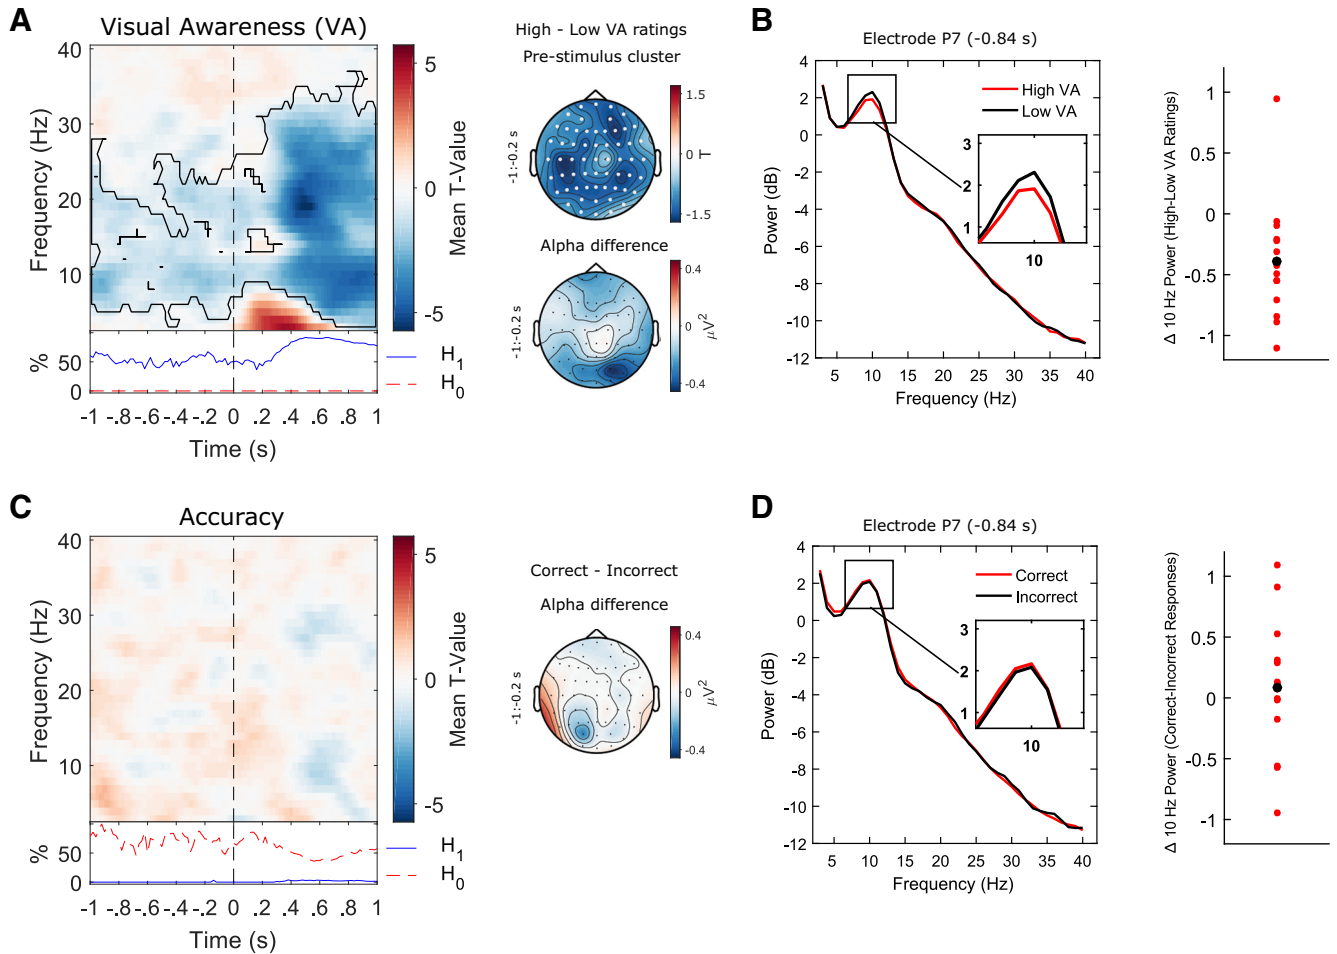 A
Visual Awareness (VA)
40
30
20
10
Frequency (Hz)
5
0
-5
Mean T-Value
%
50
0
H1
H0
-1 -.8 -.6 -.4 -.2 0 .2 .4 .6 .8 1
Time (s)
High - Low VA ratings
Pre-stimulus cluster
-1:-0.2 s
1.5
0
-1.5
T
Alpha difference
-1:-0.2 s
0.4
0
-0.4
μV2
B
Electrode P7 (-0.84 s)
4
2
0
-2
-4
-6
-8
-10
-12
Power (dB)
High VA
Low VA
3
2
1
10
5 10 15 20 25 30 35 40
Frequency (Hz)
Δ 10 Hz Power (High-Low VA Ratings)
1
0.5
0
-0.5
-1
C
Accuracy
40
30
20
10
Frequency (Hz)
5
0
-5
Mean T-Value
%
50
0
H1
H0
-1 -.8 -.6 -.4 -.2 0 .2 .4 .6 .8 1
Time (s)
Correct - Incorrect
Alpha difference
-1:-0.2 s
0.4
0
-0.4
μV2
D
Electrode P7 (-0.84 s)
4
2
0
-2
-4
-6
-8
-10
-12
Power (dB)
Correct
Incorrect
3
2
1
10
5 10 15 20 25 30 35 40
Frequency (Hz)
Δ 10 Hz Power (Correct-Incorrect Responses)
1
0.5
0
-0.5
-1